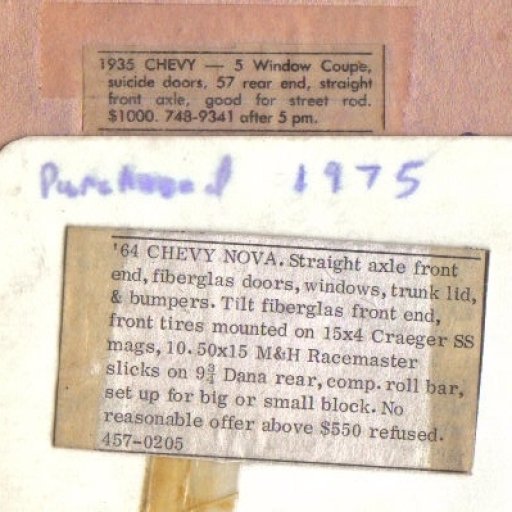 1935 CHEVY — 5 Window Coupe,
suicide doors, 57 rear end, straight
front axle, good for street rod.
$1000. 748-9341 after 5 pm.
Purchased 1975
'64 CHEVY NOVA. Straight axle front
end, fiberglas doors, windows, trunk lid,
& bumpers. Tilt fiberglas front end,
front tires mounted on 15x4 Craeger SS
mags, 10.50x15 M&H Racemaster
slicks on 9¾ Dana rear, comp. roll bar,
set up for big or small block. No
reasonable offer above $550 refused.
457-0205